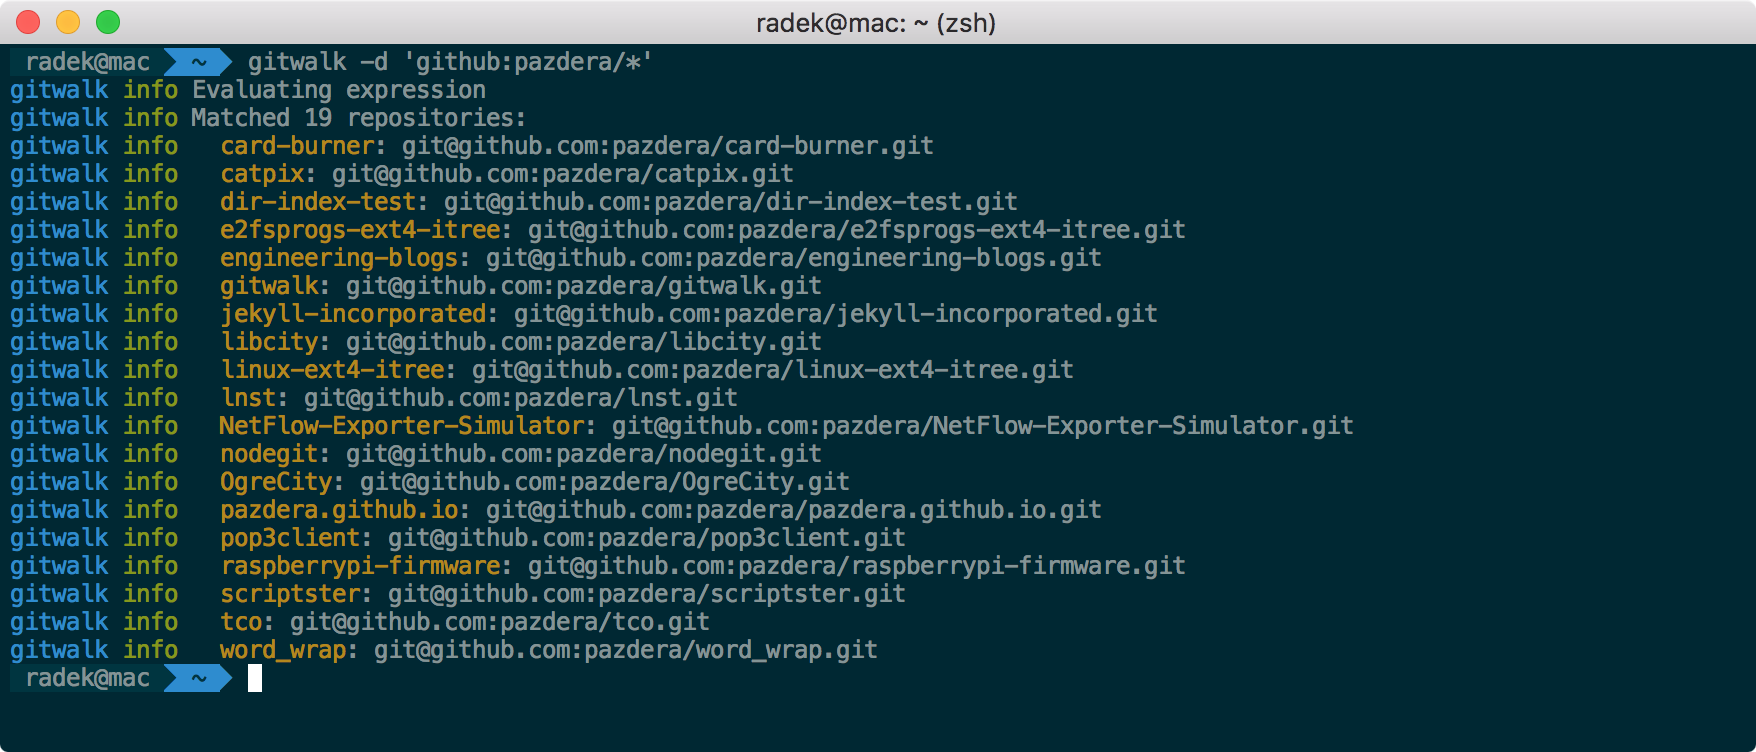 radek@mac: ~ (zsh)
radek@mac ~ gitwalk -d 'github:pazdera/*'
gitwalk info Evaluating expression
gitwalk info Matched 19 repositories:
gitwalk info card-burner: git@github.com:pazdera/card-burner.git
gitwalk info catpix: git@github.com:pazdera/catpix.git
gitwalk info dir-index-test: git@github.com:pazdera/dir-index-test.git
gitwalk info e2fsprogs-ext4-itree: git@github.com:pazdera/e2fsprogs-ext4-itree.git
gitwalk info engineering-blogs: git@github.com:pazdera/engineering-blogs.git
gitwalk info gitwalk: git@github.com:pazdera/gitwalk.git
gitwalk info jekyll-incorporated: git@github.com:pazdera/jekyll-incorporated.git
gitwalk info libcity: git@github.com:pazdera/libcity.git
gitwalk info linux-ext4-itree: git@github.com:pazdera/linux-ext4-itree.git
gitwalk info lnst: git@github.com:pazdera/lnst.git
gitwalk info NetFlow-Exporter-Simulator: git@github.com:pazdera/NetFlow-Exporter-Simulator.git
gitwalk info nodegit: git@github.com:pazdera/nodegit.git
gitwalk info OgreCity: git@github.com:pazdera/OgreCity.git
gitwalk info pazdera.github.io: git@github.com:pazdera/pazdera.github.io.git
gitwalk info pop3client: git@github.com:pazdera/pop3client.git
gitwalk info raspberrypi-firmware: git@github.com:pazdera/raspberrypi-firmware.git
gitwalk info scriptster: git@github.com:pazdera/scriptster.git
gitwalk info tco: git@github.com:pazdera/tco.git
gitwalk info word_wrap: git@github.com:pazdera/word_wrap.git
radek@mac ~